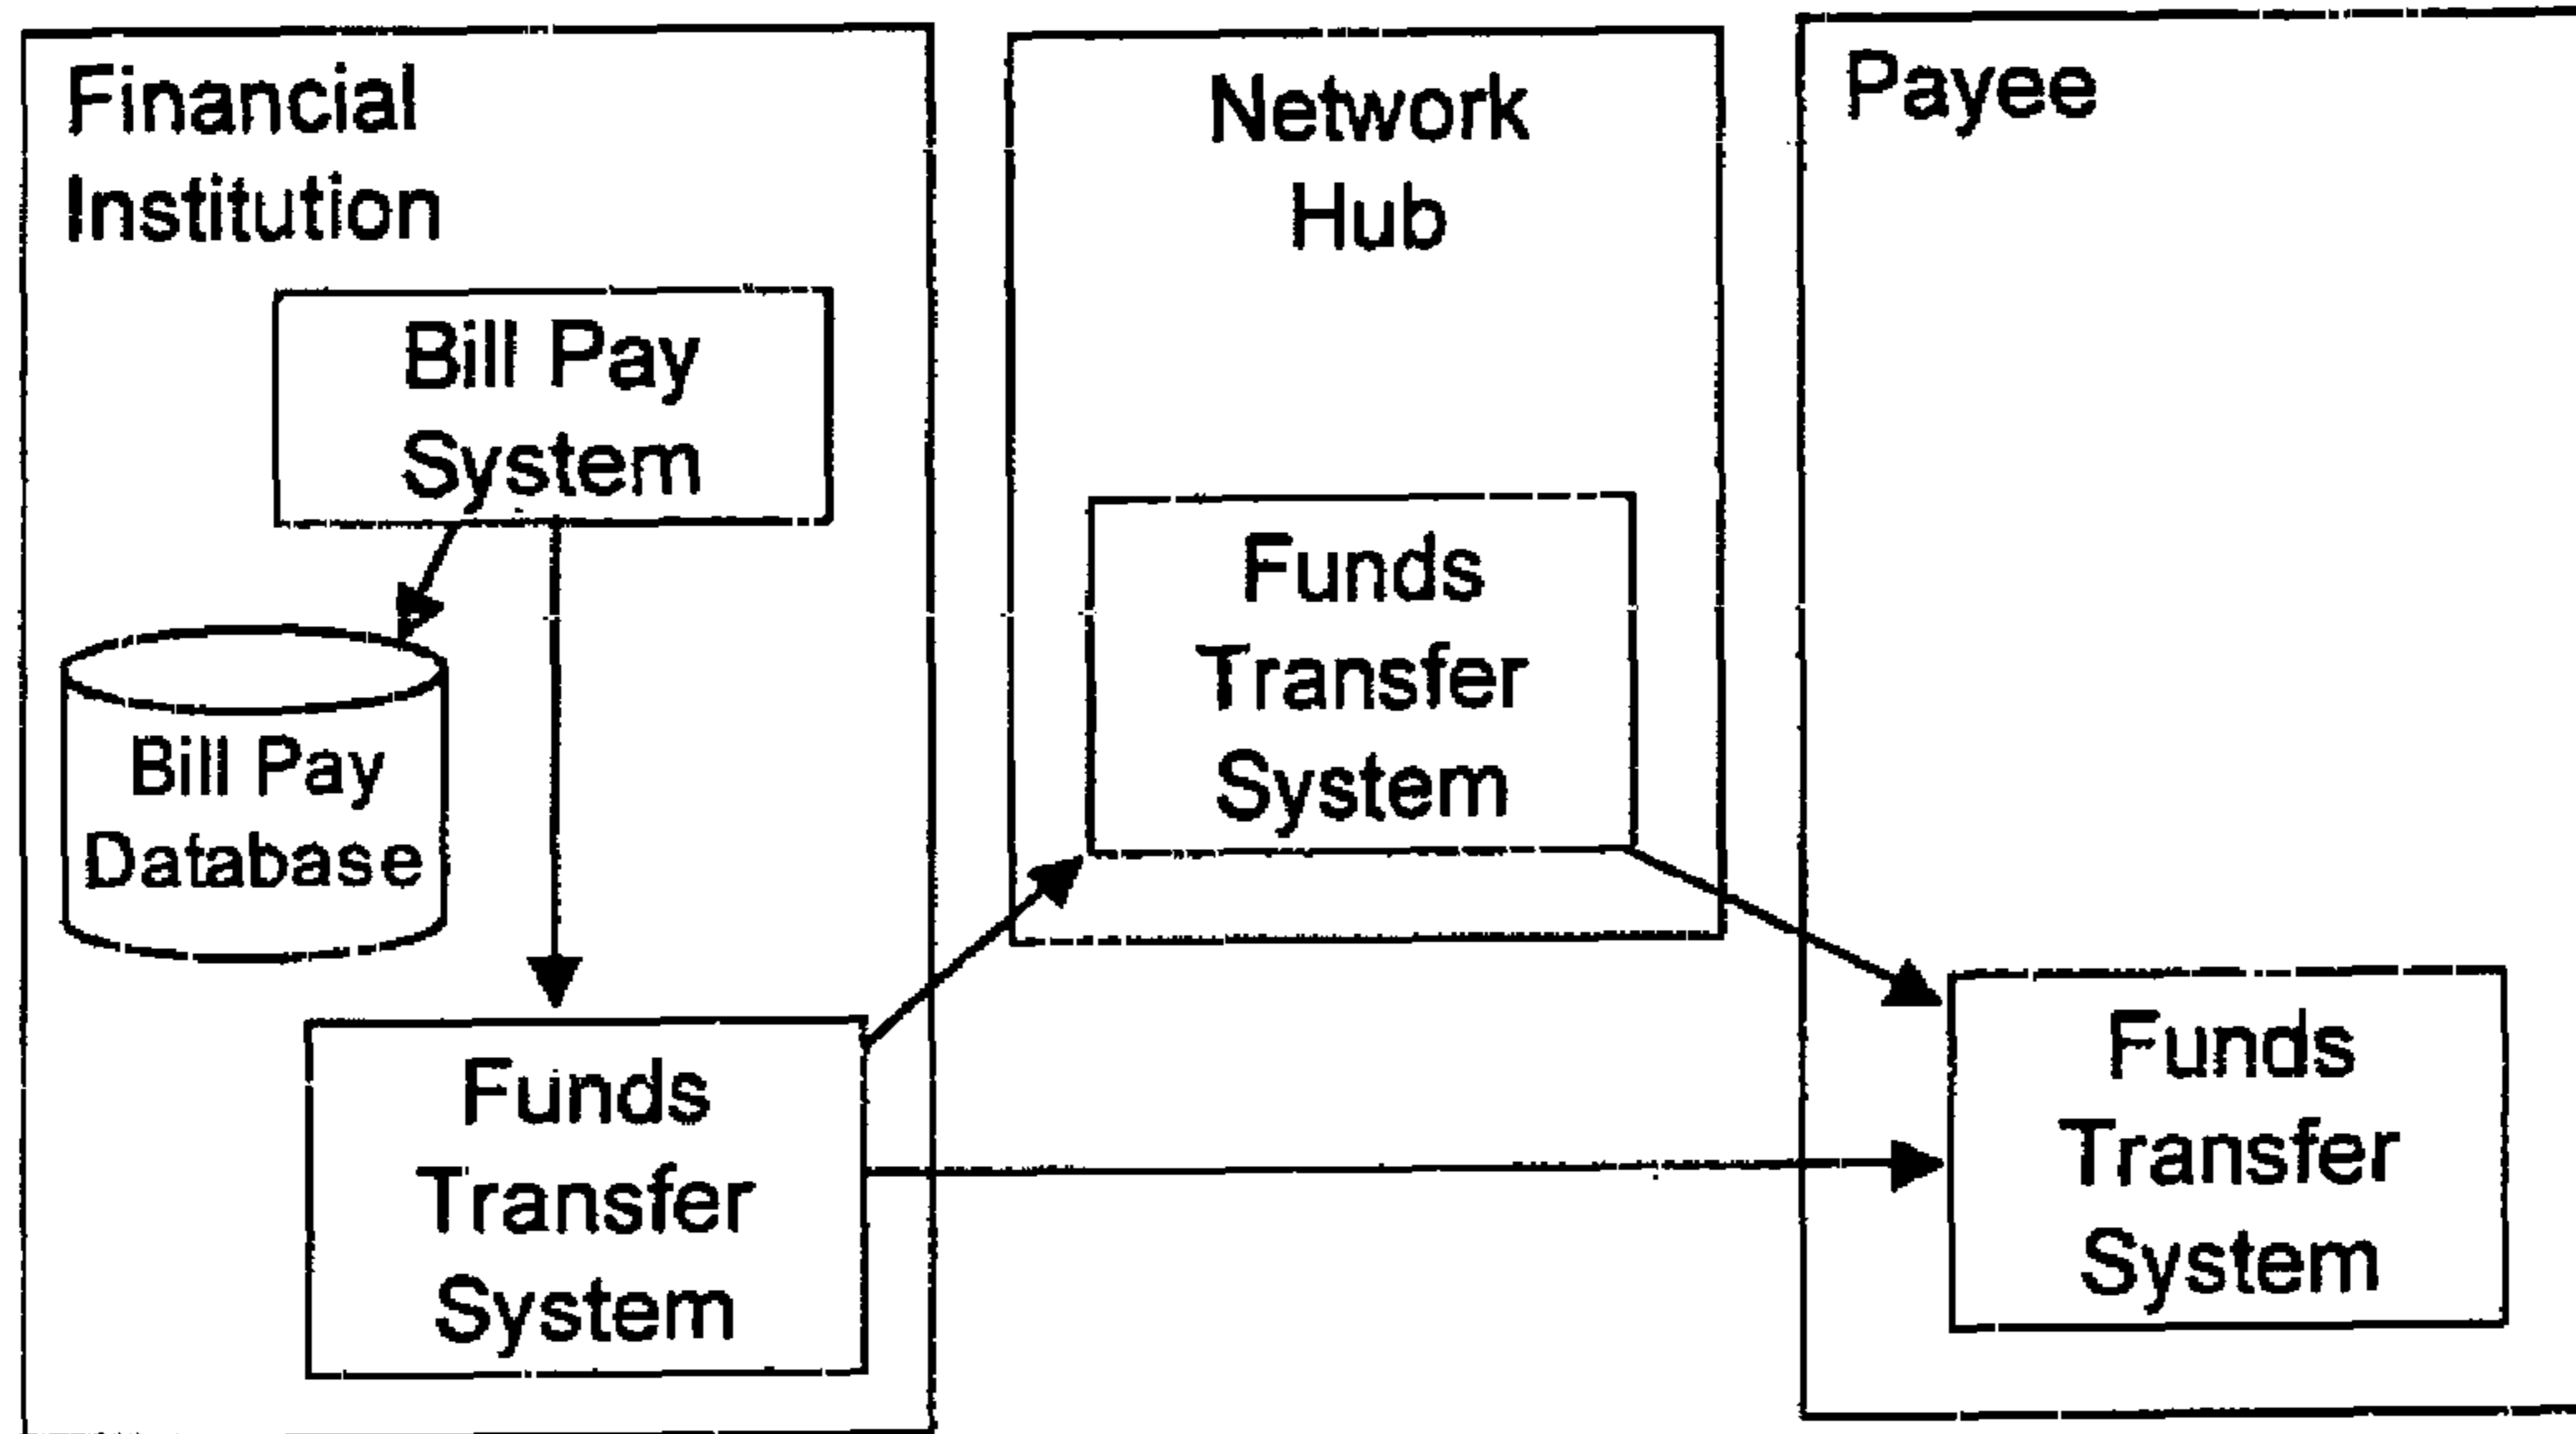 Financial
Institution
Bill Pay
System
Bill Pay
Database
Funds
Transfer
System
Network
Hub
Funds
Transfer
System
Payee
Funds
Transfer
System